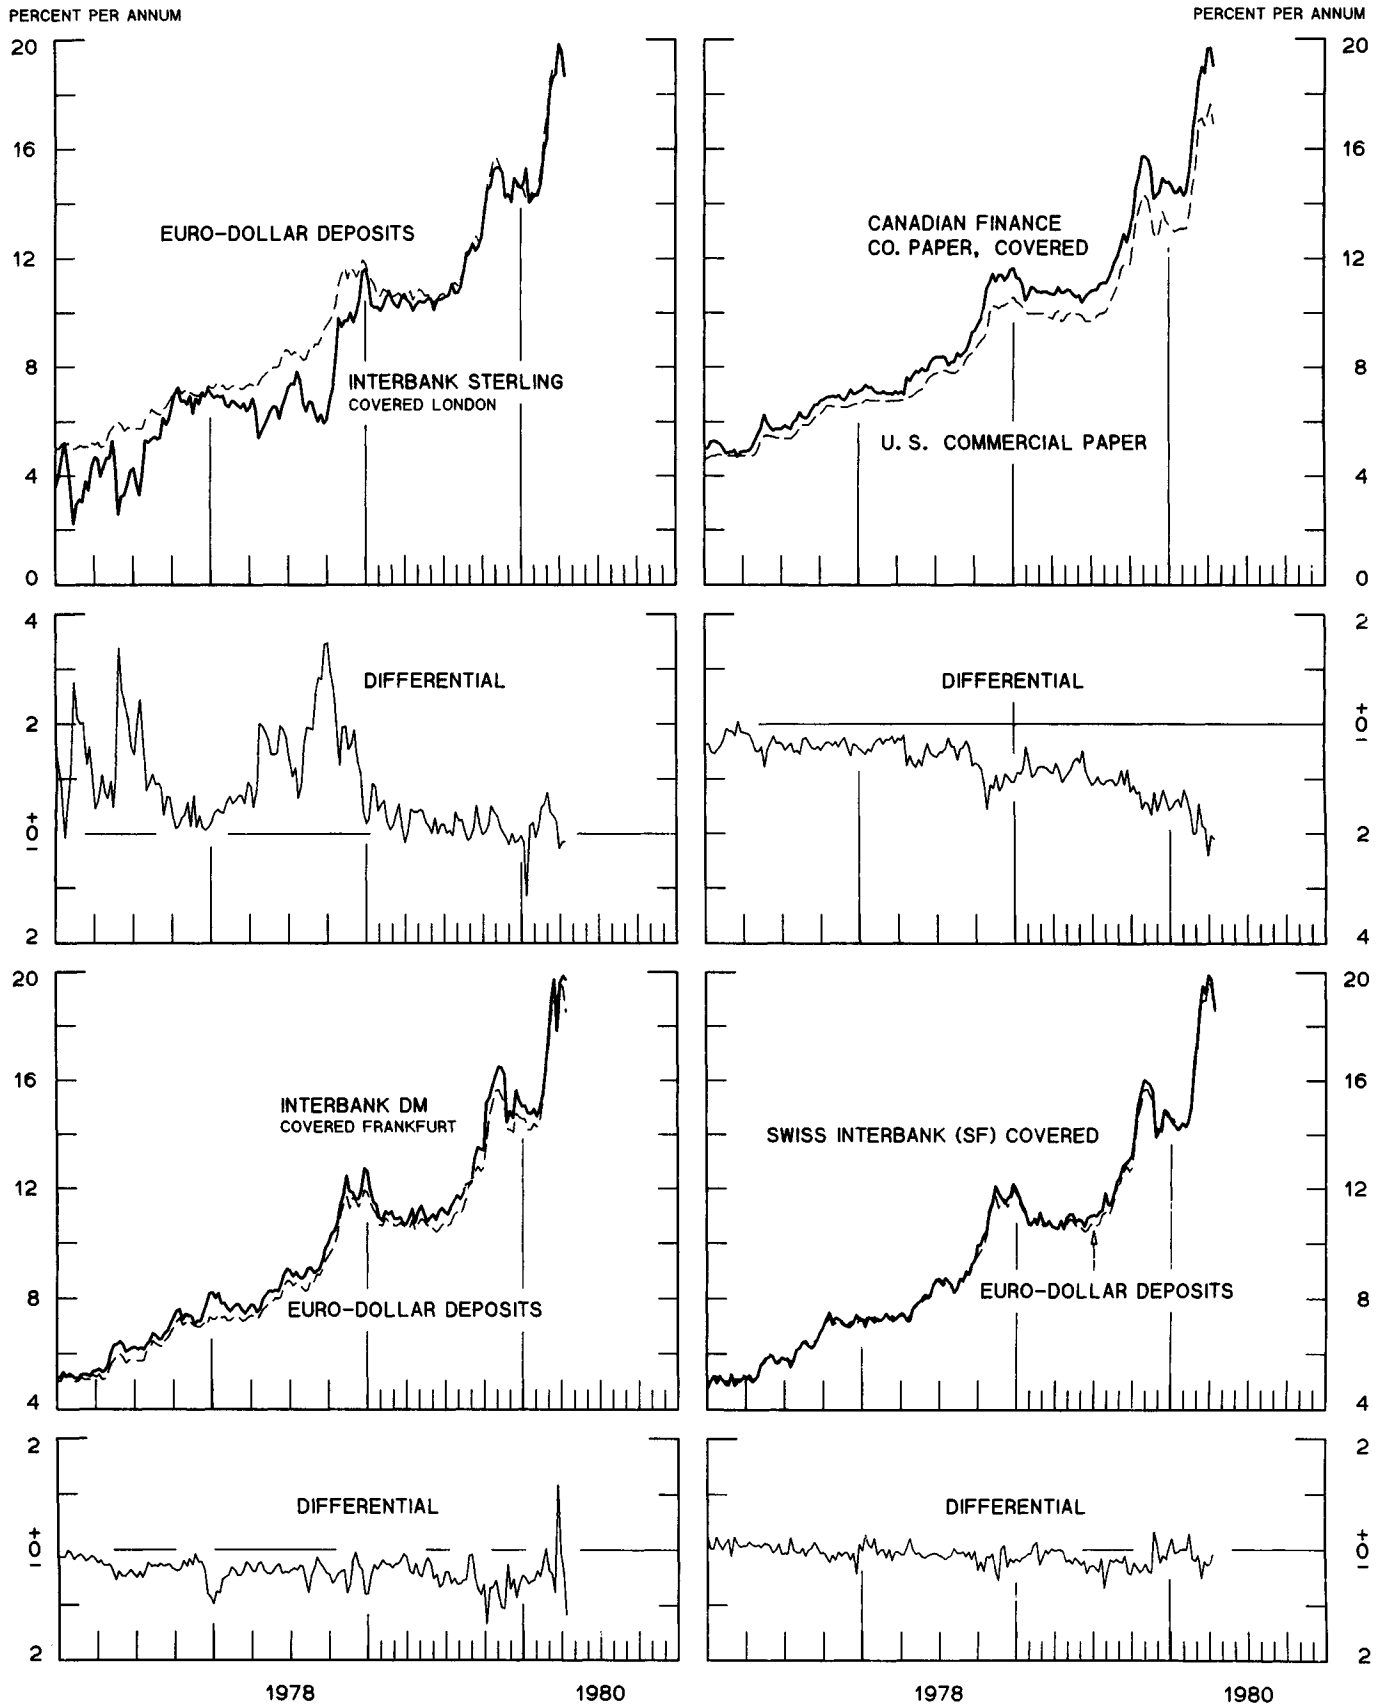 PERCENT PER ANNUM
PERCENT PER ANNUM
20
16
12
8
4
0
EURO-DOLLAR DEPOSITS
INTERBANK STERLING
COVERED LONDON
CANADIAN FINANCE
CO. PAPER, COVERED
U. S. COMMERCIAL PAPER
20
16
12
8
4
0
4
2
+
0
−
2
DIFFERENTIAL
DIFFERENTIAL
2
+
0
−
2
4
20
16
12
8
4
INTERBANK DM
COVERED FRANKFURT
EURO-DOLLAR DEPOSITS
SWISS INTERBANK (SF) COVERED
EURO-DOLLAR DEPOSITS
20
16
12
8
4
2
+
0
−
2
DIFFERENTIAL
DIFFERENTIAL
2
+
0
−
2
1978
1980
1978
1980